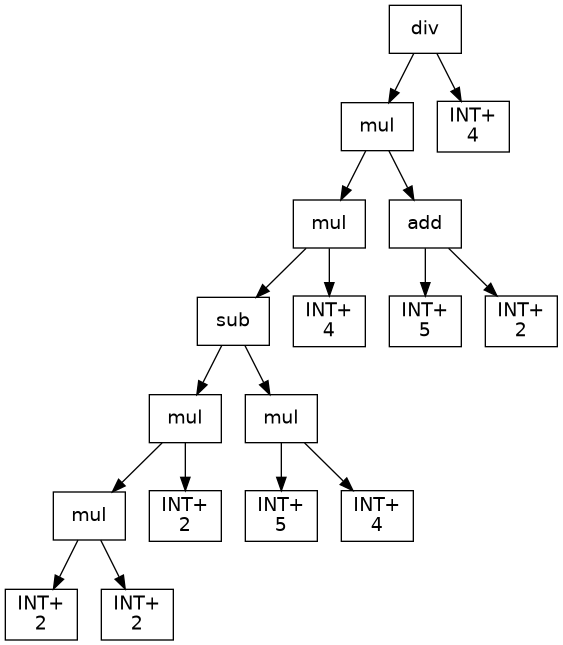 div
mul
INT+
4
mul
add
sub
INT+
4
INT+
5
INT+
2
mul
mul
mul
INT+
2
INT+
5
INT+
4
INT+
2
INT+
2